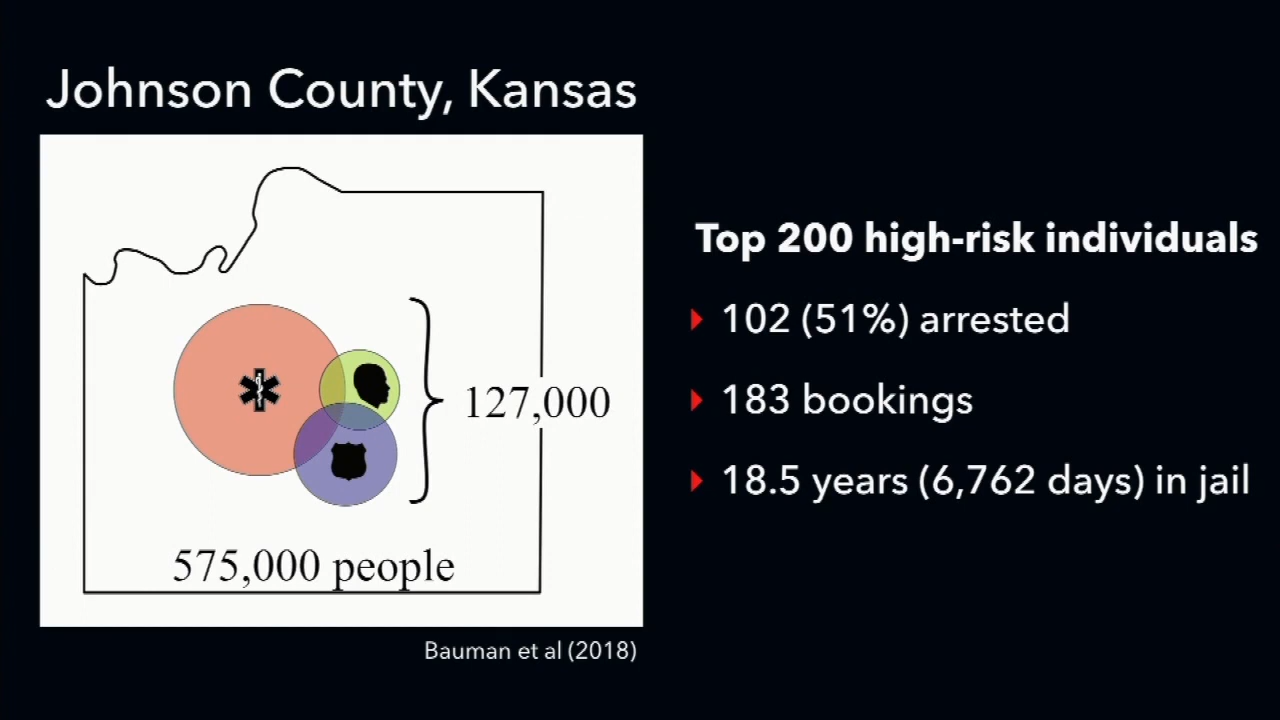 Johnson County, Kansas
127,000
575,000 people
Bauman et al (2018)
Top 200 high-risk individuals
102 (51%) arrested
183 bookings
18.5 years (6,762 days) in jail